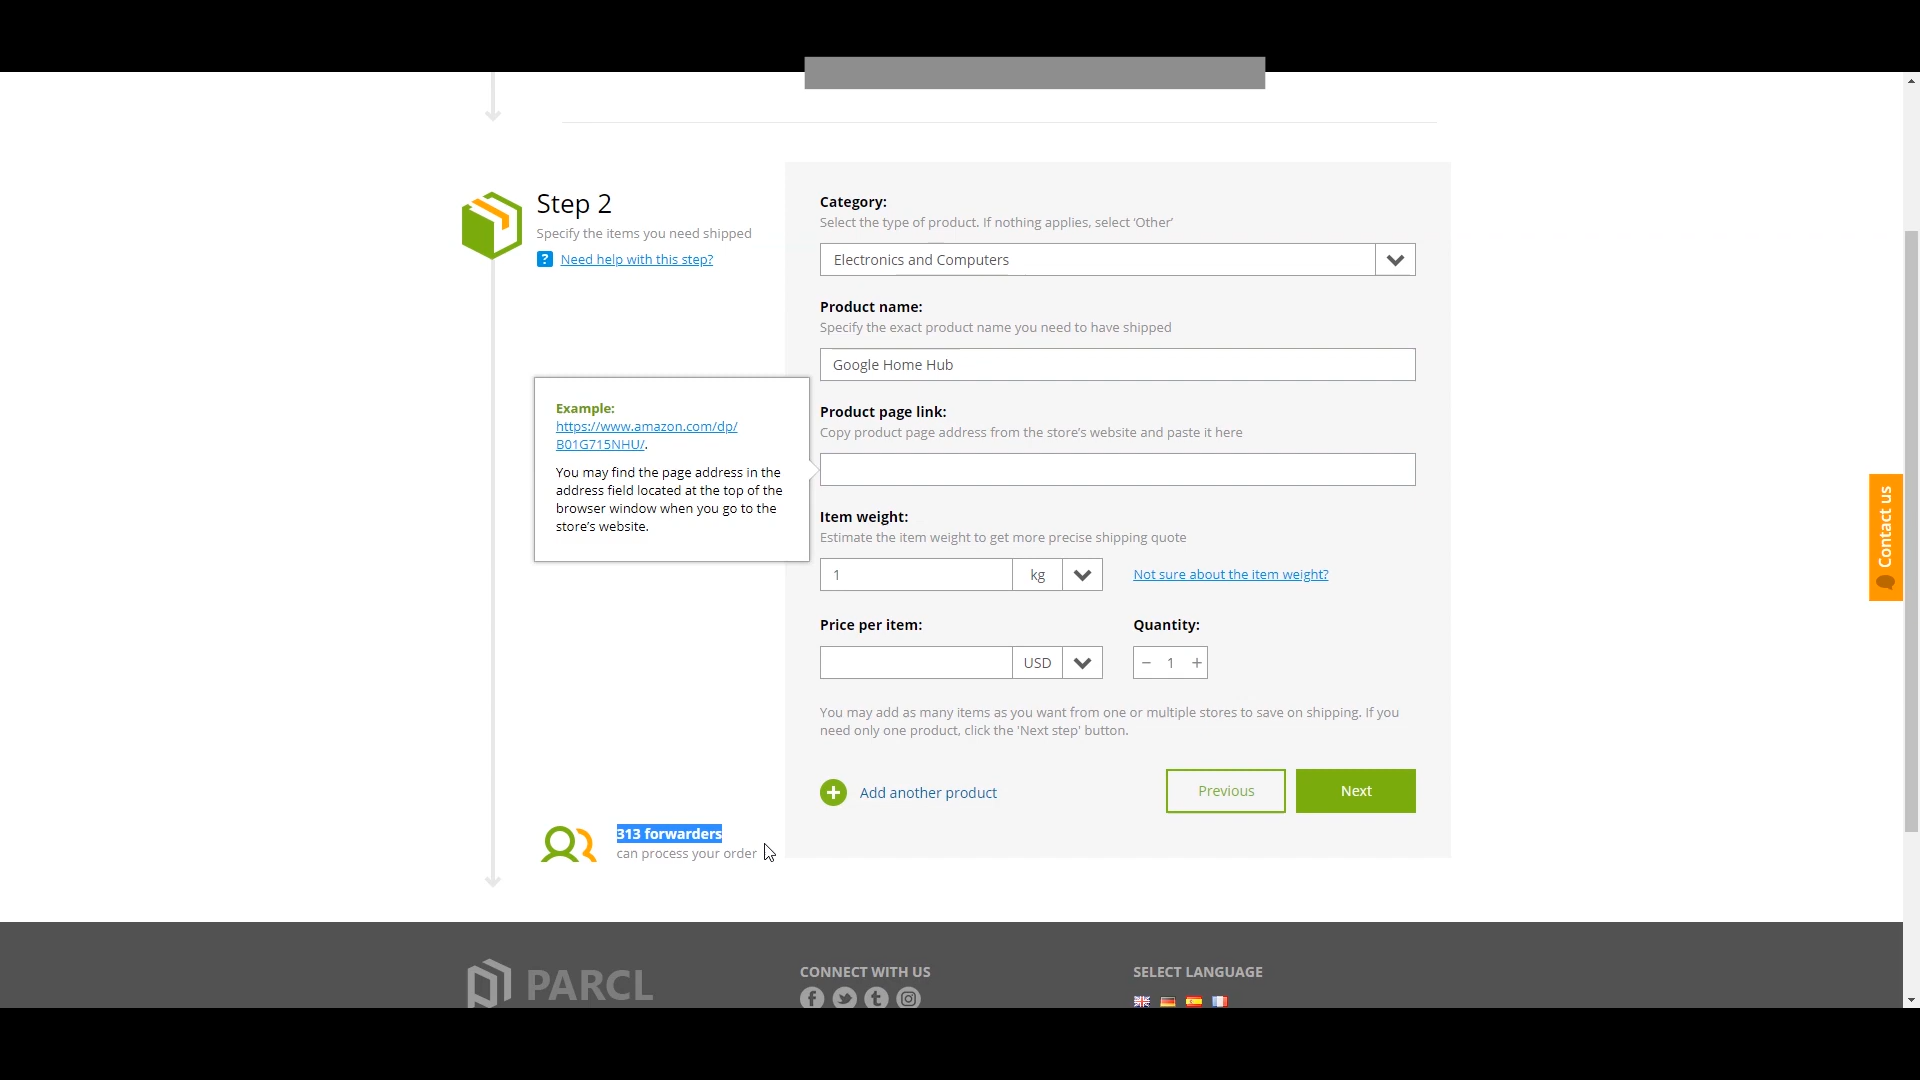 Step 2
Specify the items you need shipped
? Need help with this step?
Category:
Select the type of product. If nothing applies, select ‘Other’
Electronics and Computers
Product name:
Specify the exact product name you need to have shipped
Google Home Hub
Example:
https://www.amazon.com/dp/
B01G715NHU/.
You may find the page address in the
address field located at the top of the
browser window when you go to the
store’s website.
Product page link:
Copy product page address from the store’s website and paste it here
Item weight:
Estimate the item weight to get more precise shipping quote
1 kg
Not sure about the item weight?
Price per item:
USD
Quantity:
− 1 +
You may add as many items as you want from one or multiple stores to save on shipping. If you
need only one product, click the 'Next step' button.
+ Add another product
Previous
Next
313 forwarders
can process your order
Contact us
PARCL
CONNECT WITH US
SELECT LANGUAGE